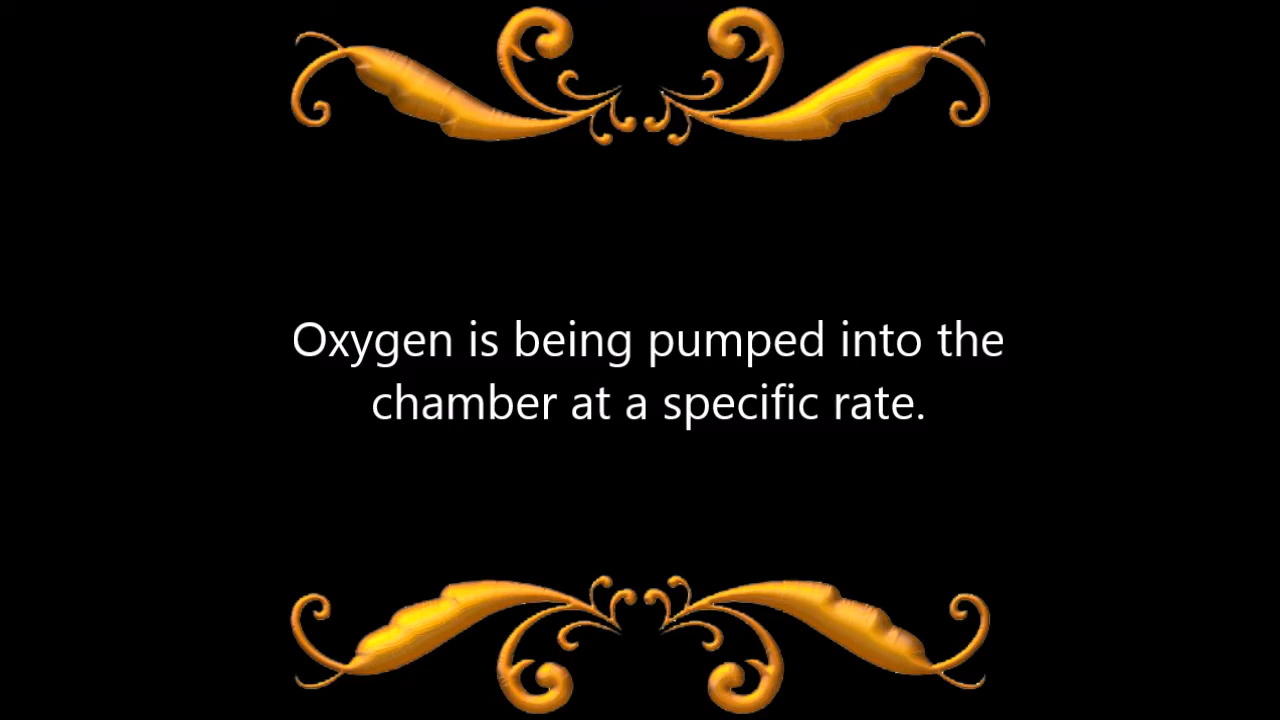 Oxygen is being pumped into the
chamber at a specific rate.